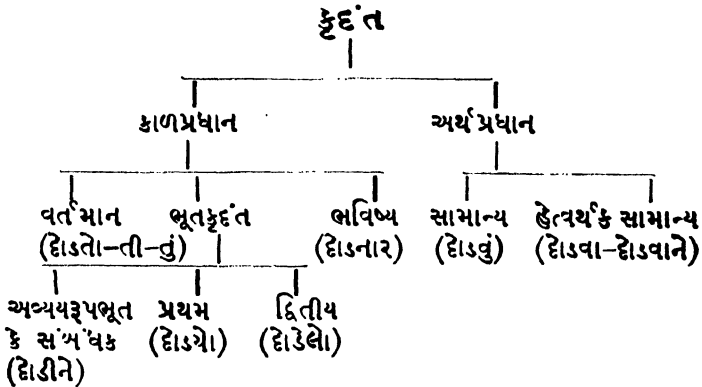 કૃદંત
કાળપ્રધાન અર્થપ્રધાન
વર્તમાન ભૂતકૃદંત ભવિષ્ય સામાન્ય હેત્વર્થક સામાન્ય
(દોડતો-તી-તું) (દોડનાર) (દોડવું) (દોડવા-દોડવાને)
અવ્યયરૂપભૂત પ્રથમ દ્વિતીય
કે સંબંધક (દોડ્યો) (દોડેલો)
(દોડીને)